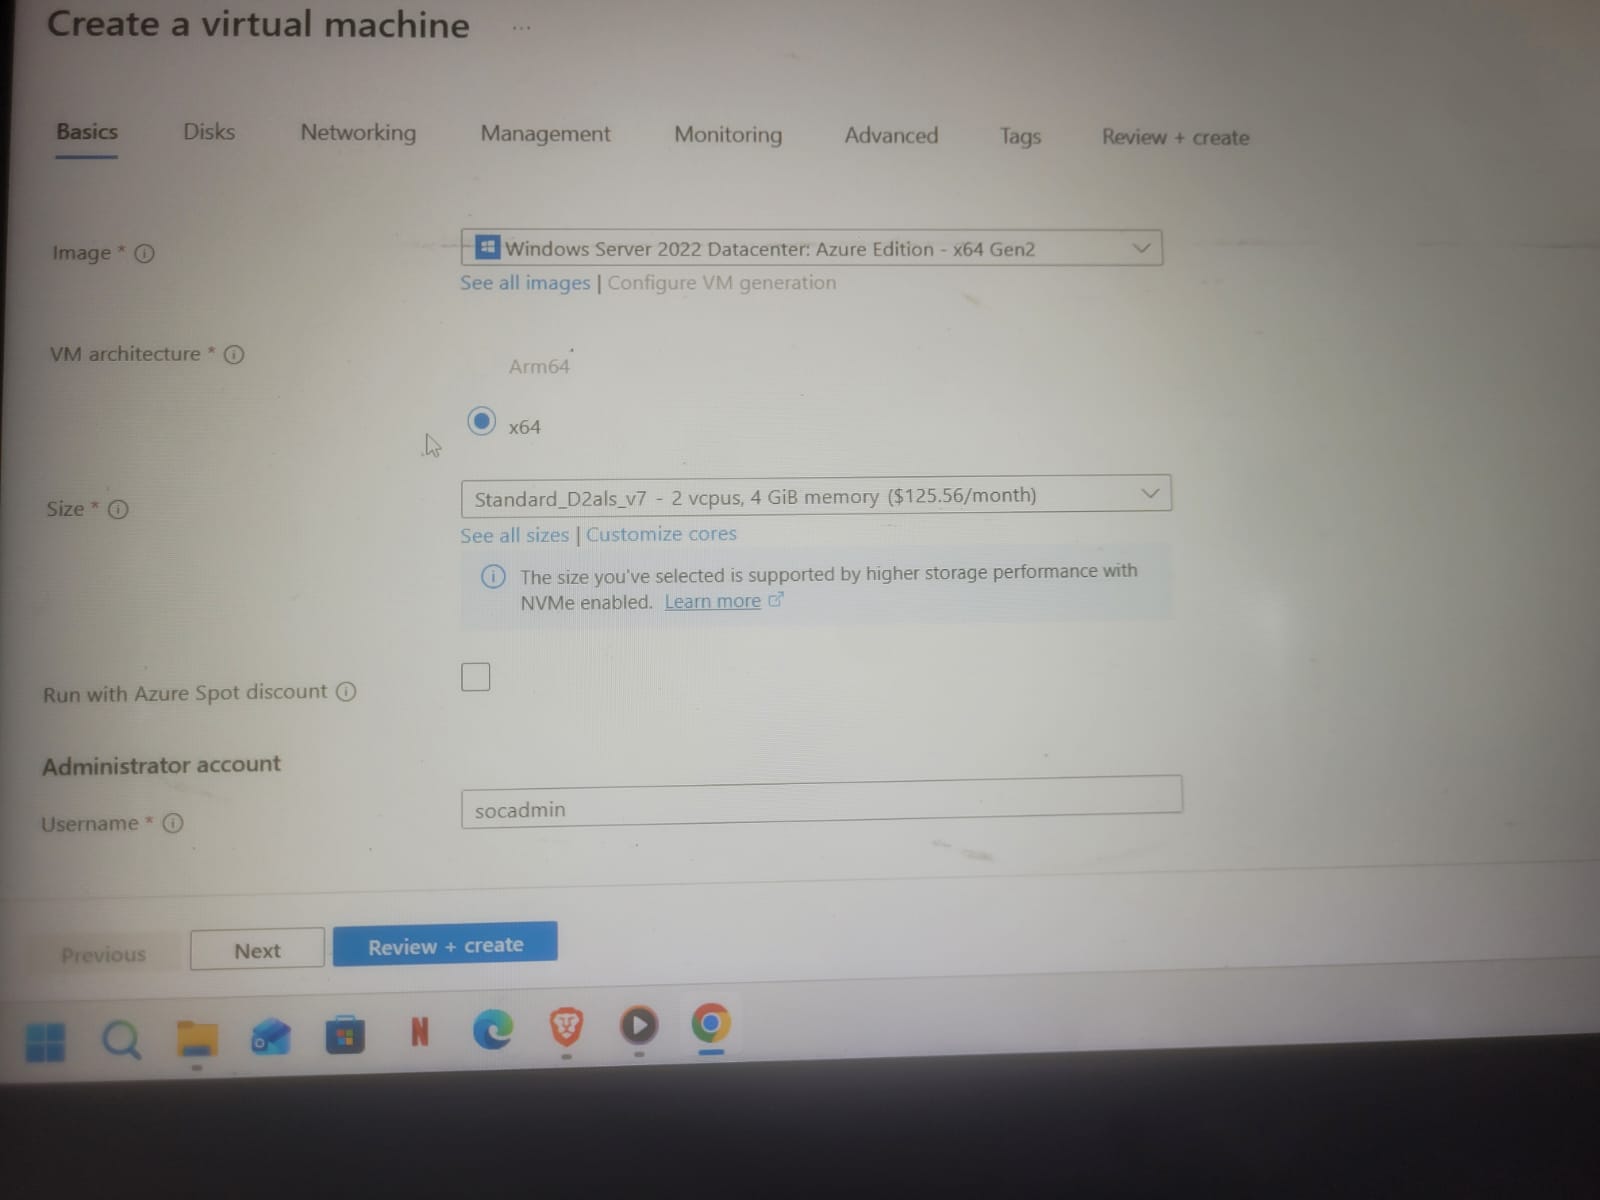 Create a virtual machine ...
Basics Disks Networking Management Monitoring Advanced Tags Review + create
Image *
Windows Server 2022 Datacenter: Azure Edition - x64 Gen2
See all images | Configure VM generation
VM architecture *
Arm64
x64
Size *
Standard_D2als_v7 - 2 vcpus, 4 GiB memory ($125.56/month)
See all sizes | Customize cores
The size you've selected is supported by higher storage performance with
NVMe enabled. Learn more
Run with Azure Spot discount
Administrator account
Username *
socadmin
Previous Next Review + create